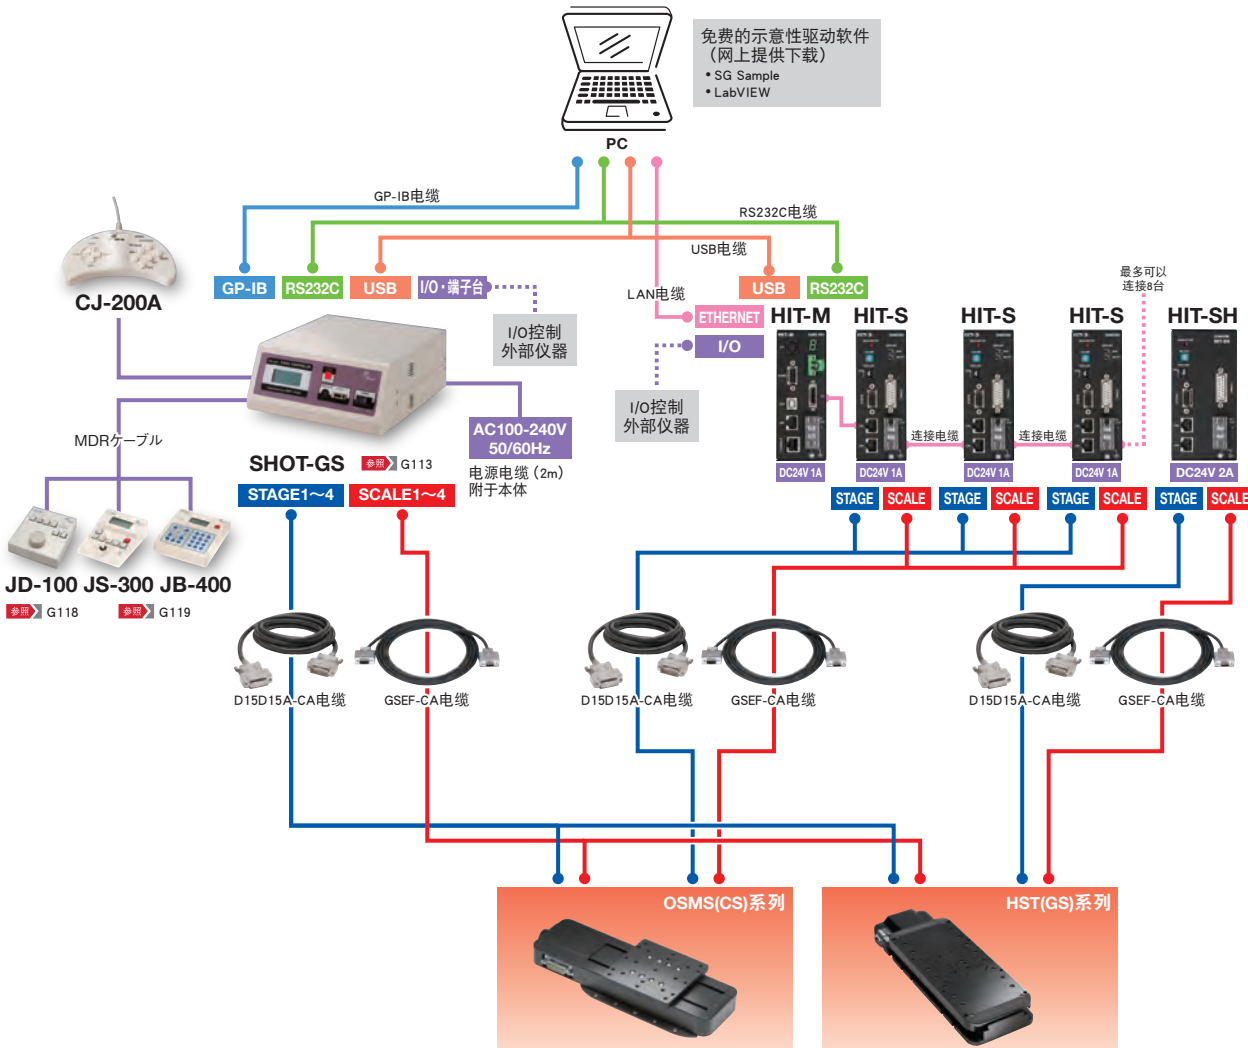 免费的示意性驱动软件
（网上提供下载）
• SG Sample
• LabVIEW
PC
GP-IB电缆
RS232C电缆
USB电缆
LAN电缆
CJ-200A
GP-IB
RS232C
USB
I/O・端子台
I/O控制
外部仪器
USB
RS232C
ETHERNET
I/O
I/O控制
外部仪器
最多可以
连接8台
HIT-M
HIT-S
HIT-S
HIT-S
HIT-SH
连接电缆
连接电缆
DC24V 1A
DC24V 1A
DC24V 1A
DC24V 1A
DC24V 2A
MDRケーブル
AC100-240V
50/60Hz
电源电缆（2m）
附于本体
SHOT-GS
参照 G113
STAGE1～4
SCALE1～4
STAGE
SCALE
STAGE
SCALE
STAGE
SCALE
STAGE
SCALE
JD-100
JS-300
JB-400
参照 G118
参照 G119
D15D15A-CA电缆
GSEF-CA电缆
D15D15A-CA电缆
GSEF-CA电缆
D15D15A-CA电缆
GSEF-CA电缆
OSMS(CS)系列
HST(GS)系列